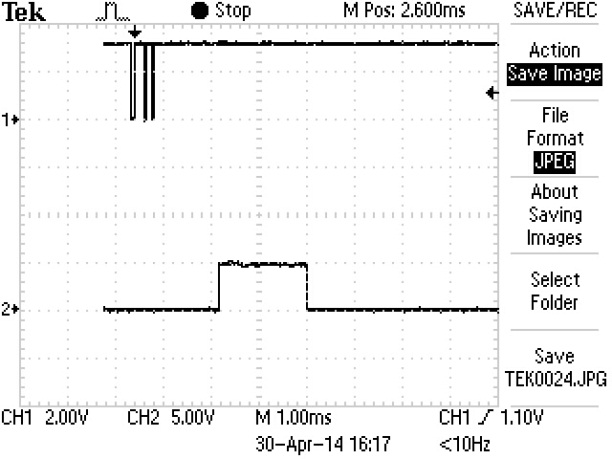 Tek Stop M Pos: 2.600ms SAVE/REC
Action
Save Image
File
Format
JPEG
About
Saving
Images
Select
Folder
Save
TEK0024.JPG
1
2
CH1 2.00V CH2 5.00V M 1.00ms CH1 1.10V
30-Apr-14 16:17 <10Hz